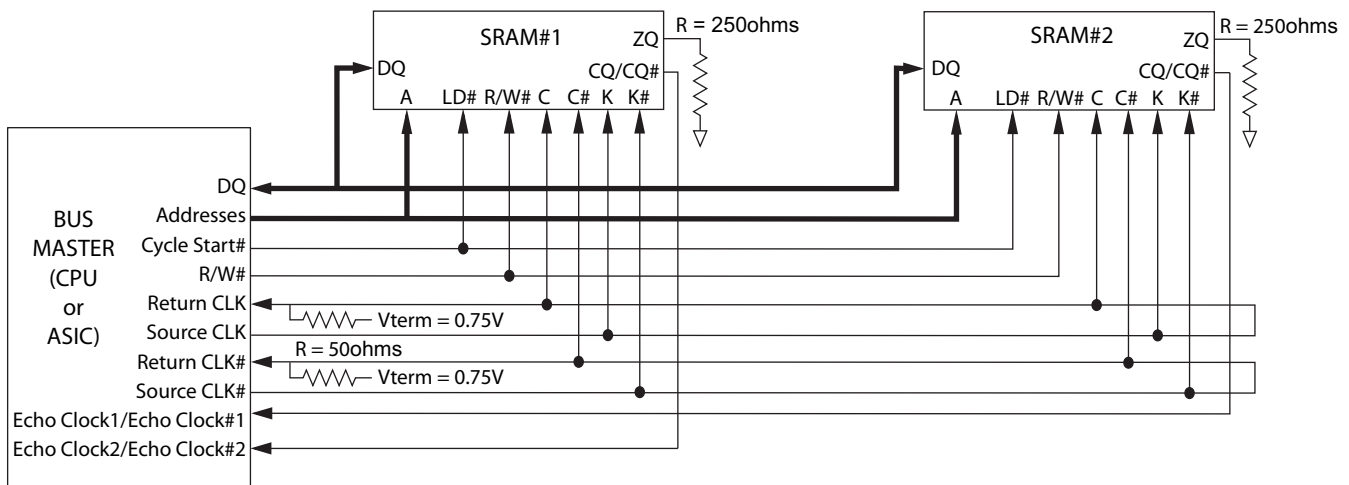 SRAM#1
ZQ
R = 250ohms
DQ
CQ/CQ#
A LD# R/W# C C# K K#
SRAM#2
ZQ
R = 250ohms
DQ
CQ/CQ#
A LD# R/W# C C# K K#
BUS
MASTER
(CPU
or
ASIC)
DQ
Addresses
Cycle Start#
R/W#
Return CLK
Vterm = 0.75V
Source CLK
R = 50ohms
Return CLK#
Vterm = 0.75V
Source CLK#
Echo Clock1/Echo Clock#1
Echo Clock2/Echo Clock#2